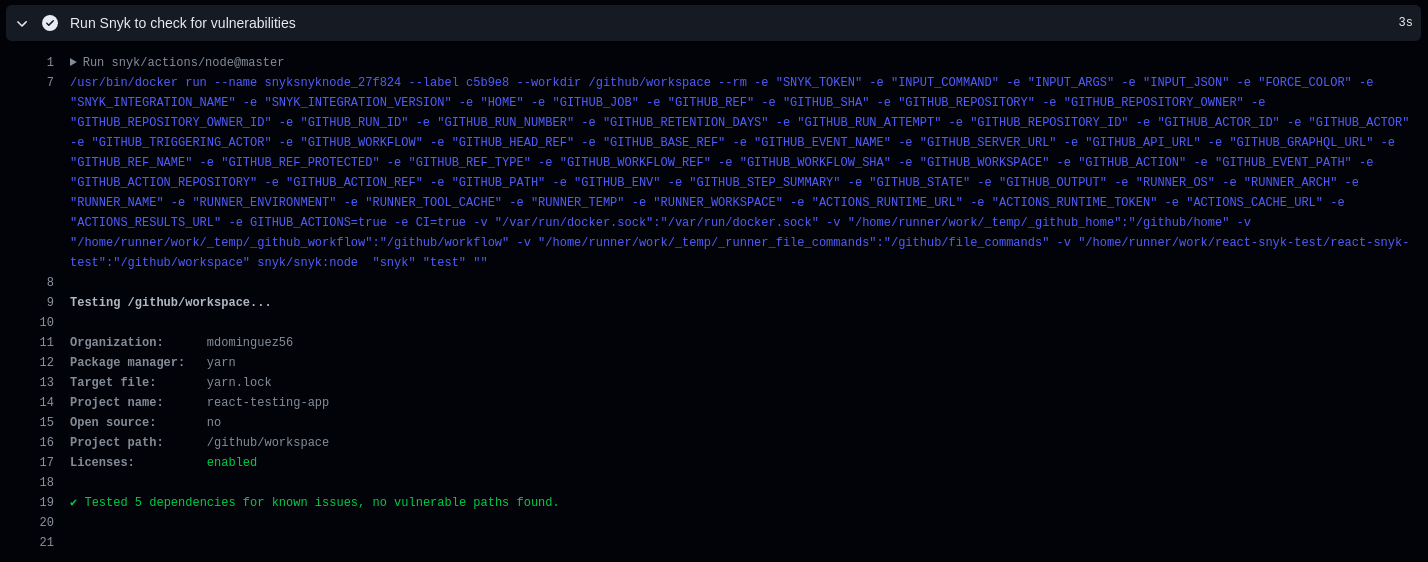 Run Snyk to check for vulnerabilities 3s
1 Run snyk/actions/node@master
7 /usr/bin/docker run --name snyksnyknode_27f824 --label c5b9e8 --workdir /github/workspace --rm -e "SNYK_TOKEN" -e "INPUT_COMMAND" -e "INPUT_ARGS" -e "INPUT_JSON" -e "FORCE_COLOR" -e
"SNYK_INTEGRATION_NAME" -e "SNYK_INTEGRATION_VERSION" -e "HOME" -e "GITHUB_JOB" -e "GITHUB_REF" -e "GITHUB_SHA" -e "GITHUB_REPOSITORY" -e "GITHUB_REPOSITORY_OWNER" -e
"GITHUB_REPOSITORY_OWNER_ID" -e "GITHUB_RUN_ID" -e "GITHUB_RUN_NUMBER" -e "GITHUB_RETENTION_DAYS" -e "GITHUB_RUN_ATTEMPT" -e "GITHUB_REPOSITORY_ID" -e "GITHUB_ACTOR_ID" -e "GITHUB_ACTOR"
-e "GITHUB_TRIGGERING_ACTOR" -e "GITHUB_WORKFLOW" -e "GITHUB_HEAD_REF" -e "GITHUB_BASE_REF" -e "GITHUB_EVENT_NAME" -e "GITHUB_SERVER_URL" -e "GITHUB_API_URL" -e "GITHUB_GRAPHQL_URL" -e
"GITHUB_REF_NAME" -e "GITHUB_REF_PROTECTED" -e "GITHUB_REF_TYPE" -e "GITHUB_WORKFLOW_REF" -e "GITHUB_WORKFLOW_SHA" -e "GITHUB_WORKSPACE" -e "GITHUB_ACTION" -e "GITHUB_EVENT_PATH" -e
"GITHUB_ACTION_REPOSITORY" -e "GITHUB_ACTION_REF" -e "GITHUB_PATH" -e "GITHUB_ENV" -e "GITHUB_STEP_SUMMARY" -e "GITHUB_STATE" -e "GITHUB_OUTPUT" -e "RUNNER_OS" -e "RUNNER_ARCH" -e
"RUNNER_NAME" -e "RUNNER_ENVIRONMENT" -e "RUNNER_TOOL_CACHE" -e "RUNNER_TEMP" -e "RUNNER_WORKSPACE" -e "ACTIONS_RUNTIME_URL" -e "ACTIONS_RUNTIME_TOKEN" -e "ACTIONS_CACHE_URL" -e
"ACTIONS_RESULTS_URL" -e GITHUB_ACTIONS=true -e CI=true -v "/var/run/docker.sock":"/var/run/docker.sock" -v "/home/runner/work/_temp/_github_home":"/github/home" -v
"/home/runner/work/_temp/_github_workflow":"/github/workflow" -v "/home/runner/work/_temp/_runner_file_commands":"/github/file_commands" -v "/home/runner/work/react-snyk-test/react-snyk-
test":"/github/workspace" snyk/snyk:node  "snyk" "test" ""
8
9 Testing /github/workspace...
10
11 Organization: mdominguez56
12 Package manager: yarn
13 Target file: yarn.lock
14 Project name: react-testing-app
15 Open source: no
16 Project path: /github/workspace
17 Licenses: enabled
18
19 ✔ Tested 5 dependencies for known issues, no vulnerable paths found.
20
21